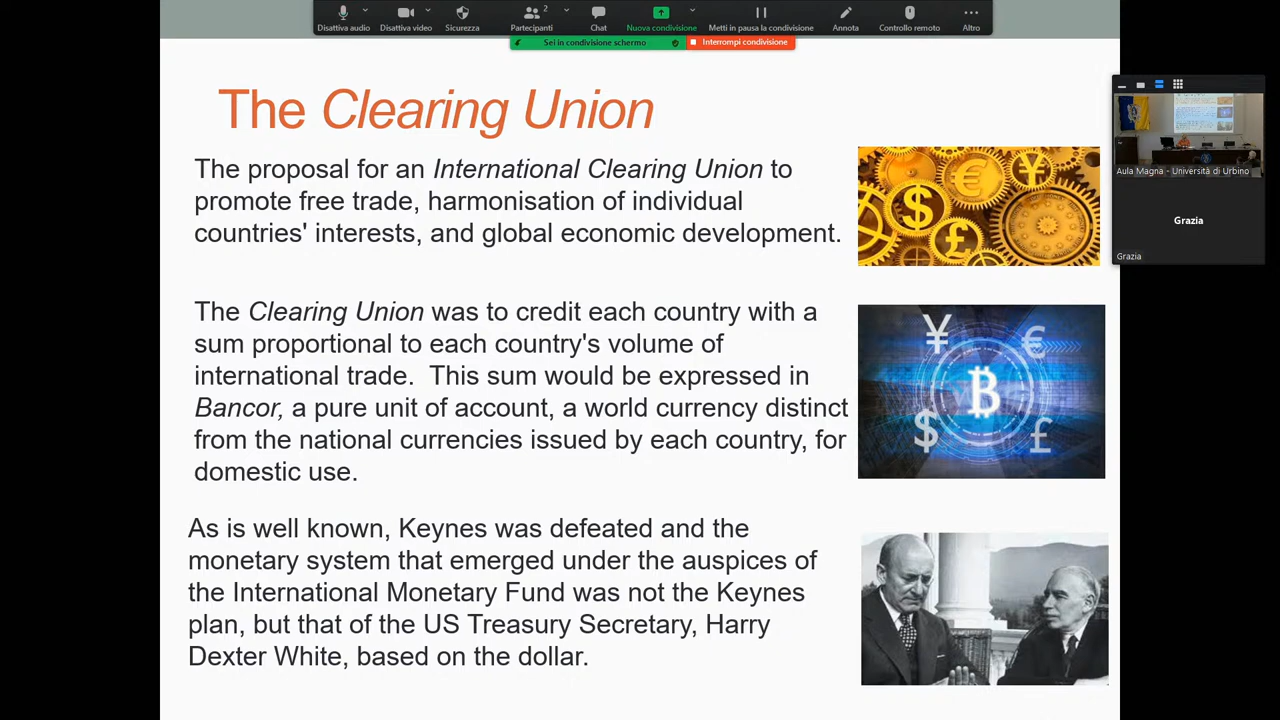 Disattiva audio
Disattiva video
Sicurezza
Partecipanti
2
Chat
Nuova condivisione
Metti in pausa la condivisione
Annota
Controllo remoto
Altro
Sei in condivisione schermo
Interrompi condivisione
The Clearing Union
The proposal for an International Clearing Union to
promote free trade, harmonisation of individual
countries' interests, and global economic development.
The Clearing Union was to credit each country with a
sum proportional to each country's volume of
international trade.  This sum would be expressed in
Bancor, a pure unit of account, a world currency distinct
from the national currencies issued by each country, for
domestic use.
As is well known, Keynes was defeated and the
monetary system that emerged under the auspices of
the International Monetary Fund was not the Keynes
plan, but that of the US Treasury Secretary, Harry
Dexter White, based on the dollar.
€
¥
$
£
¥
€
$
£
Aula Magna - Università di Urbino
Grazia
Grazia